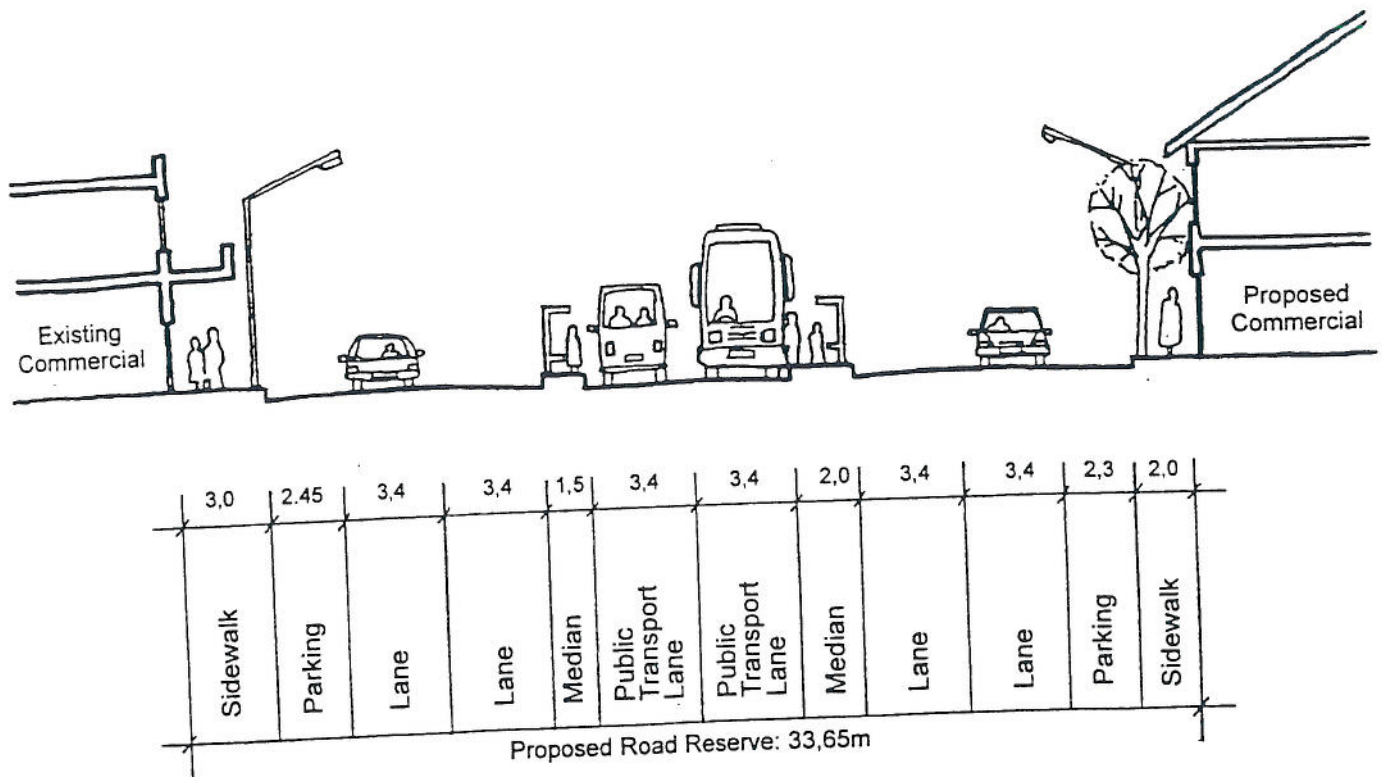 Existing
Commercial
Proposed
Commercial
3,0
2.45
3,4
3,4
1,5
3,4
3,4
2,0
3,4
3,4
2,3
2,0
Sidewalk
Parking
Lane
Lane
Median
Public
Transport
Lane
Public
Transport
Lane
Median
Lane
Lane
Parking
Sidewalk
Proposed Road Reserve: 33,65m